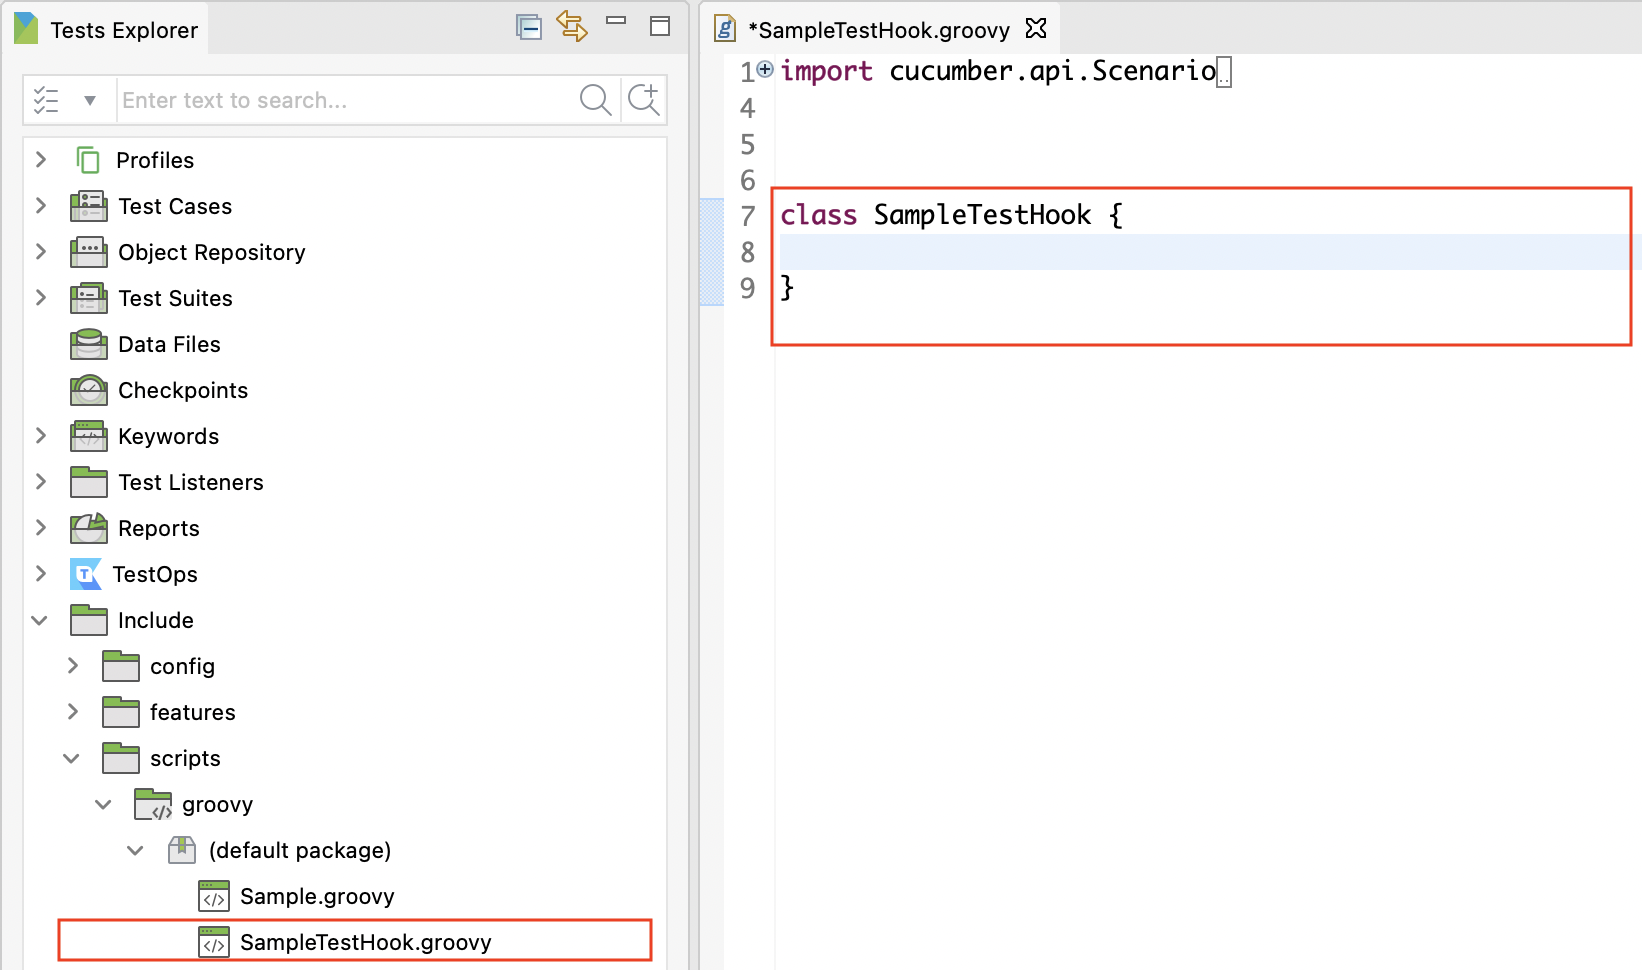 Tests Explorer
Enter text to search...
Profiles
Test Cases
Object Repository
Test Suites
Data Files
Checkpoints
Keywords
Test Listeners
Reports
T TestOps
Include
config
features
scripts
</> groovy
(default package)
</> Sample.groovy
</> SampleTestHook.groovy
g *SampleTestHook.groovy
1 import cucumber.api.Scenario..
4
5
6
7 class SampleTestHook {
8
9 }